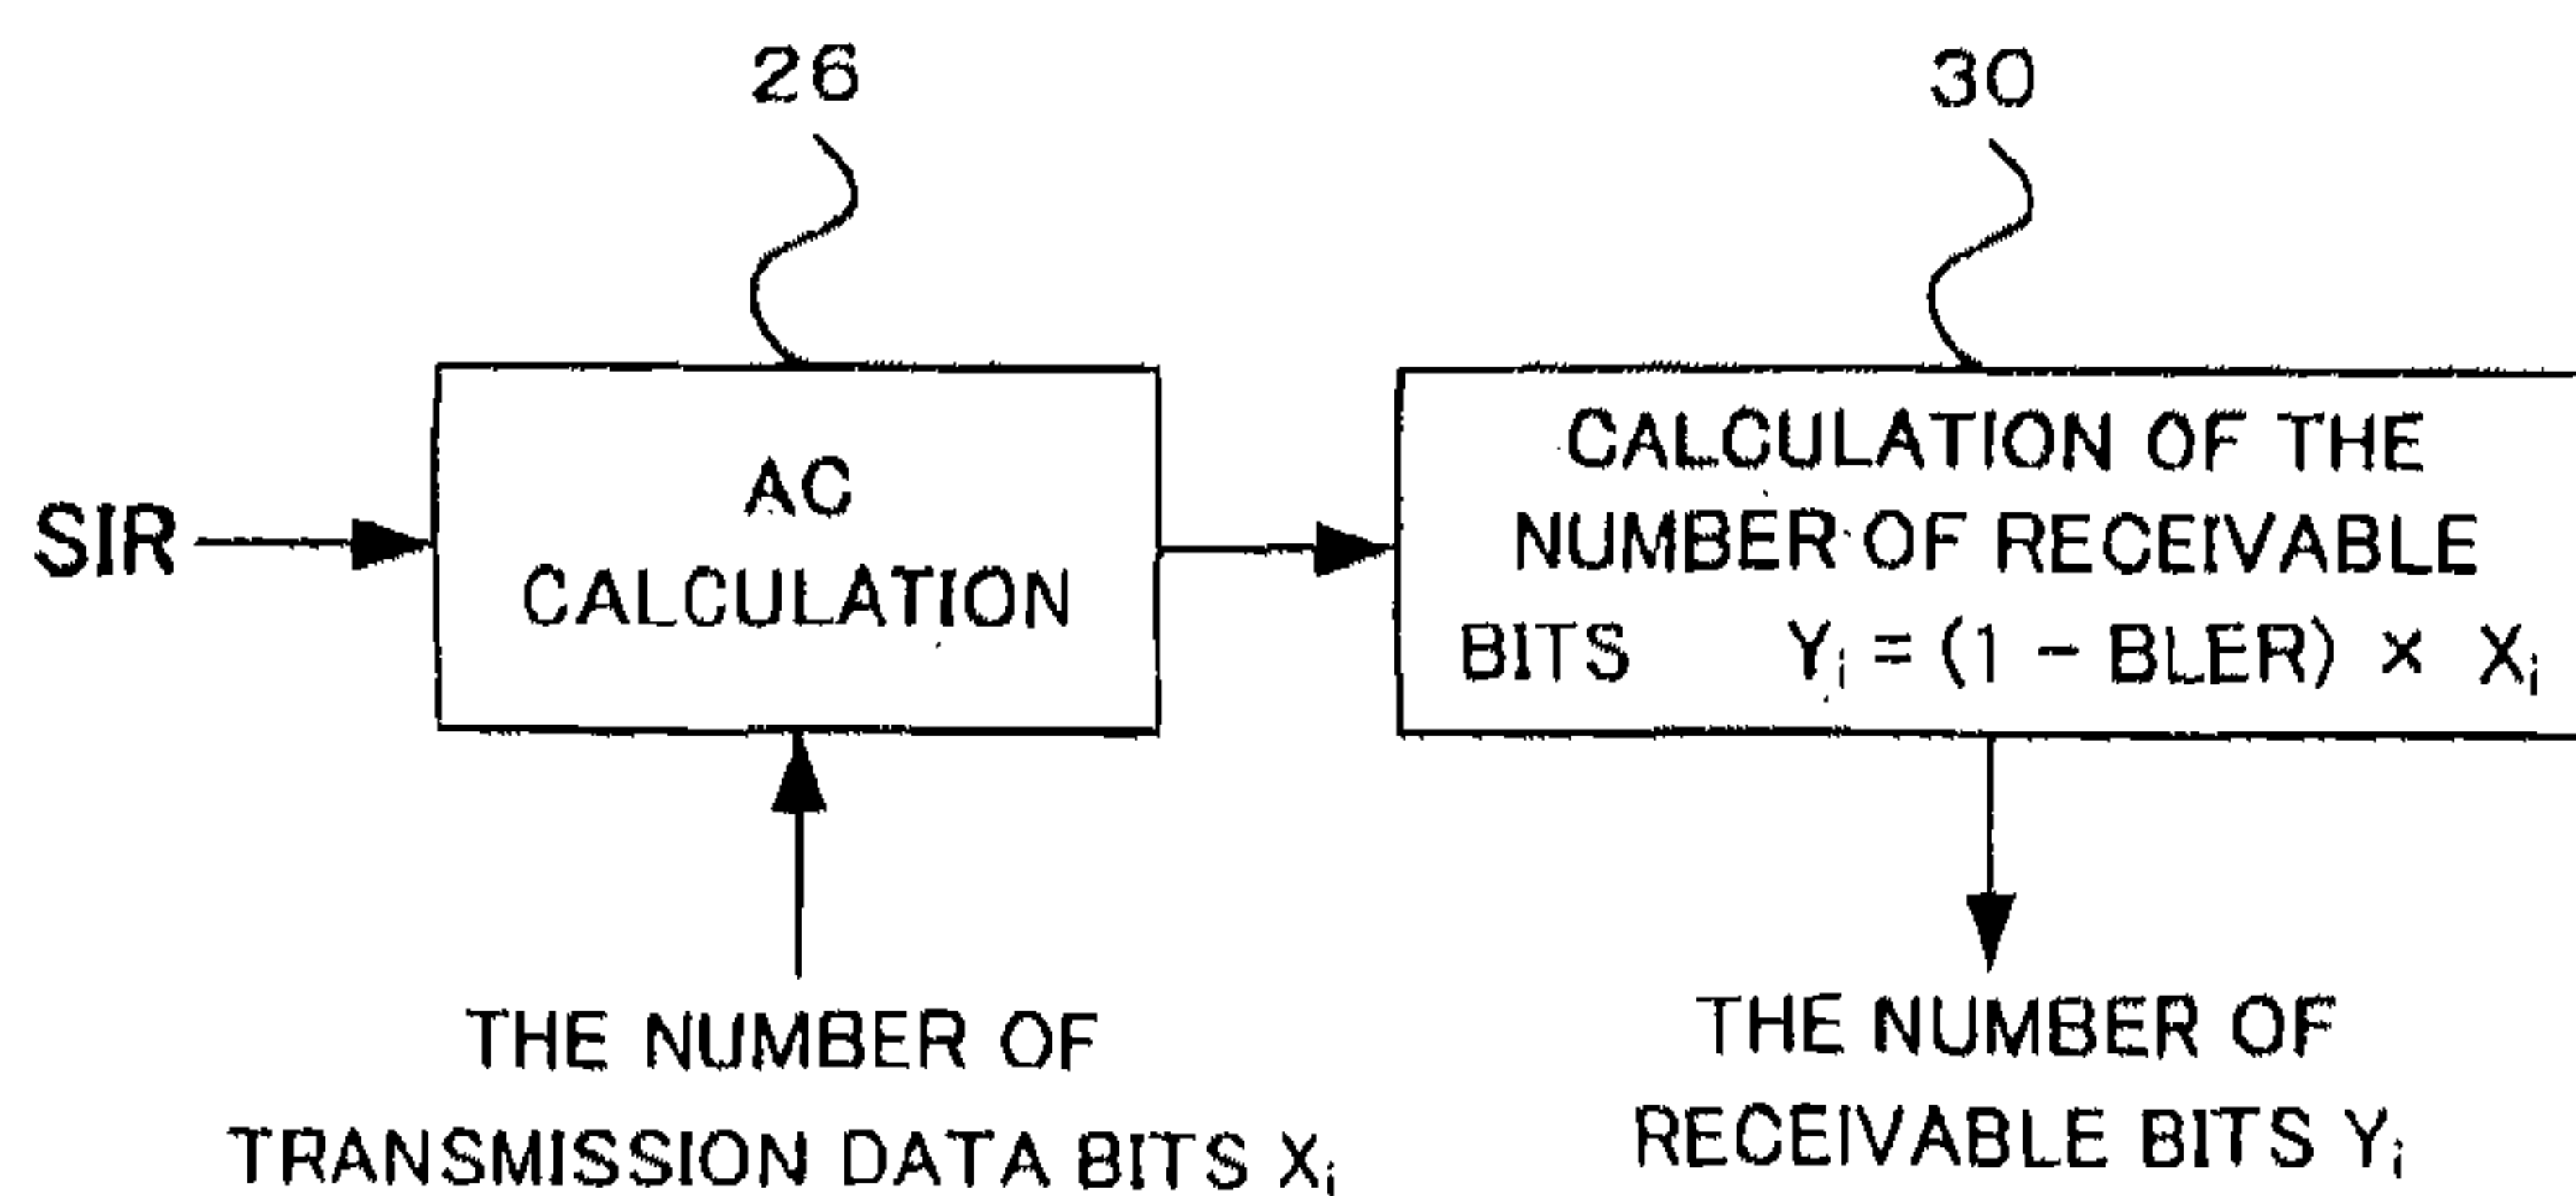 26
30
SIR
AC
CALCULATION
CALCULATION OF THE
NUMBER OF RECEIVABLE
BITS Yi = (1 - BLER) × Xi
THE NUMBER OF
TRANSMISSION DATA BITS Xi
THE NUMBER OF
RECEIVABLE BITS Yi